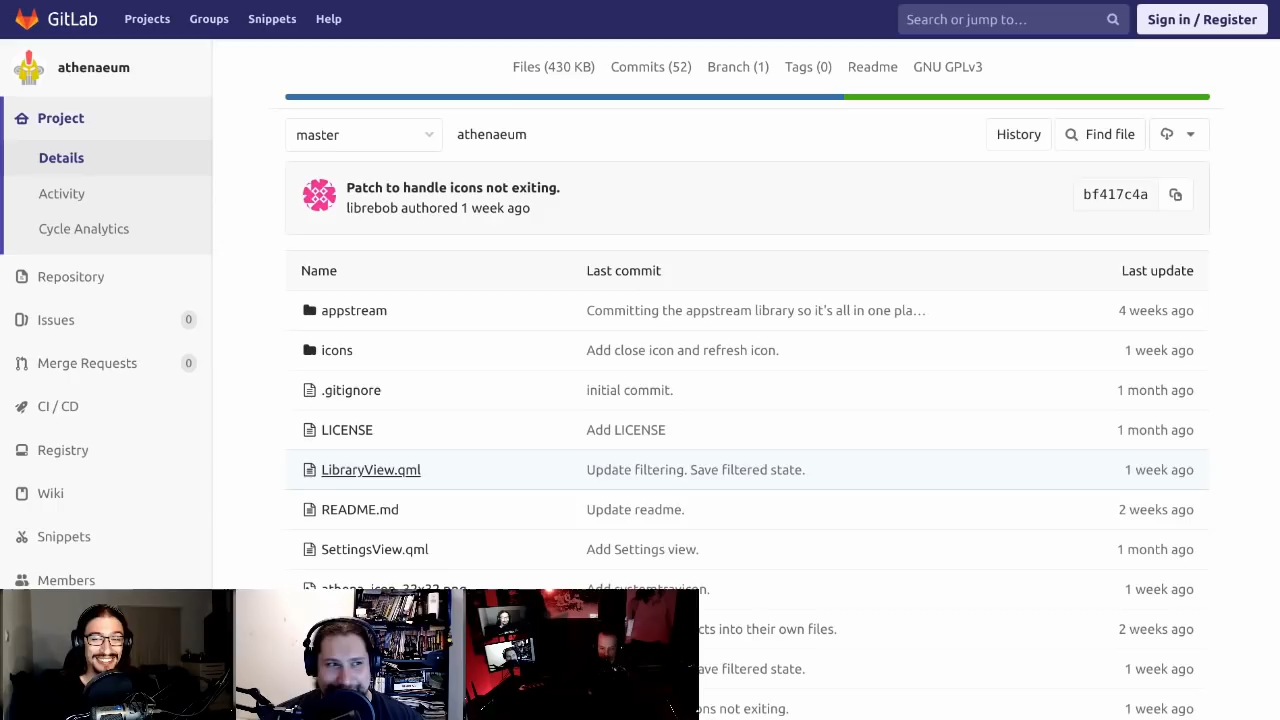 GitLab Projects Groups Snippets Help Search or jump to… Sign in / Register
athenaeum
Files (430 KB) Commits (52) Branch (1) Tags (0) Readme GNU GPLv3
Project
Details
Activity
Cycle Analytics
Repository
Issues 0
Merge Requests 0
CI / CD
Registry
Wiki
Snippets
Members
master athenaeum History Find file
Patch to handle icons not exiting.
librebob authored 1 week ago
bf417c4a
Name Last commit Last update
appstream Committing the appstream library so it's all in one pla… 4 weeks ago
icons Add close icon and refresh icon. 1 week ago
.gitignore initial commit. 1 month ago
LICENSE Add LICENSE 1 month ago
LibraryView.qml Update filtering. Save filtered state. 1 week ago
README.md Update readme. 2 weeks ago
SettingsView.qml Add Settings view. 1 month ago
athena_icon_32x32.png Add systemtrayicon. 1 week ago
into their own files. 2 weeks ago
filtered state. 1 week ago
not exiting. 1 week ago